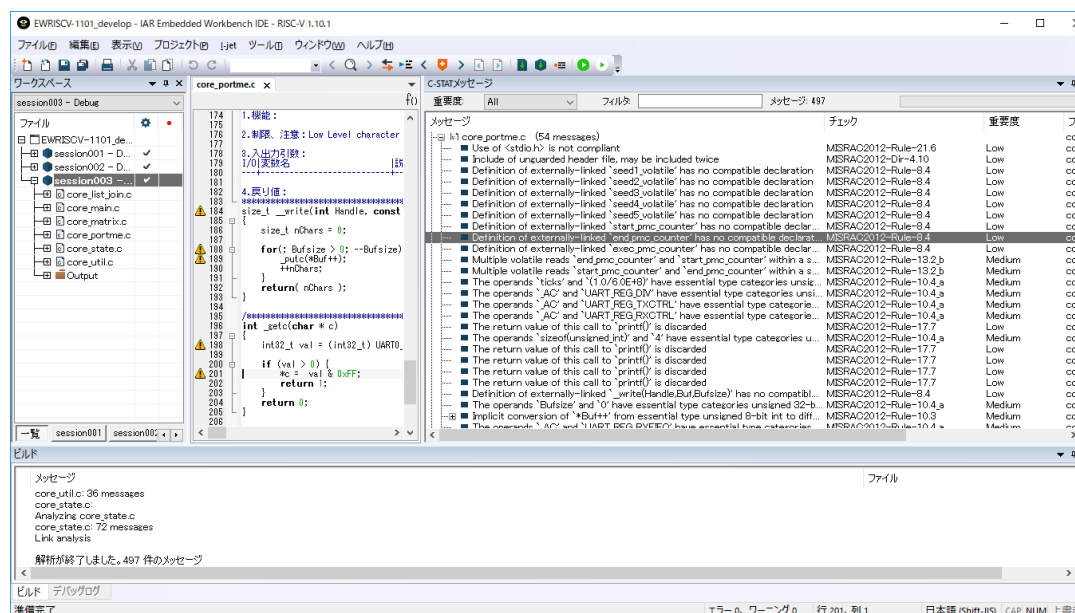 EWRISCV-1101_develop - IAR Embedded Workbench IDE - RISC-V 1.10.1
ファイル(F) 編集(E) 表示(V) プロジェクト(P) I-jet ツール(T) ウィンドウ(W) ヘルプ(H)
ワークスペース
session003 - Debug
ファイル
EWRISCV-1101_de...
session001 - D...
session002 - D...
session003 -...
core_list_join.c
core_main.c
core_matrix.c
core_portme.c
core_state.c
core_util.c
Output
一覧 session001 session002
core_portme.c
f()
174 1.機能:
175
176 2.制限、注意:Low Level character
177
178 3.入出力引数:
179 I/O|変数名
180 ---+---
181
182 4.戻り値:
183
184 size_t __write(int Handle, const
185 {
186 size_t nChars = 0;
187
188 for(; Bufsize > 0; --Bufsize)
189 _putc(*Buf++);
190 ++nChars;
191 }
192 return( nChars );
193 }
194
195
196 int _getc(char * c)
197 {
198 int32_t val = (int32_t) UART0_
199
200 if (val > 0) {
201 *c = val & 0xFF;
202 return 1;
203 }
204 return 0;
205 }
206
C-STATメッセージ
重要度: All フィルタ: メッセージ: 497
メッセージ チェック 重要度
core_portme.c (54 messages)
Use of <stdio.h> is not compliant MISRAC2012-Rule-21.6 Low
Include of unguarded header file, may be included twice MISRAC2012-Dir-4.10 Low
Definition of externally-linked `seed1_volatile' has no compatible declaration MISRAC2012-Rule-8.4 Low
Definition of externally-linked `seed2_volatile' has no compatible declaration MISRAC2012-Rule-8.4 Low
Definition of externally-linked `seed3_volatile' has no compatible declaration MISRAC2012-Rule-8.4 Low
Definition of externally-linked `seed4_volatile' has no compatible declaration MISRAC2012-Rule-8.4 Low
Definition of externally-linked `seed5_volatile' has no compatible declaration MISRAC2012-Rule-8.4 Low
Definition of externally-linked `start_pmc_counter' has no compatible decla... MISRAC2012-Rule-8.4 Low
Definition of externally-linked `end_pmc_counter' has no compatible declarat... MISRAC2012-Rule-8.4 Low
Definition of externally-linked `exec_pmc_counter' has no compatible declar... MISRAC2012-Rule-8.4 Low
Multiple volatile reads `end_pmc_counter' and `start_pmc_counter' within a s... MISRAC2012-Rule-13.2_b Medium
Multiple volatile reads `start_pmc_counter' and `end_pmc_counter' within a s... MISRAC2012-Rule-13.2_b Medium
The operands `ticks' and `(1.0/6.0E+8)' have essential type categories unsig... MISRAC2012-Rule-10.4_a Medium
The operands `_AC' and `UART_REG_DIV' have essential type categories unsi... MISRAC2012-Rule-10.4_a Medium
The operands `_AC' and `UART_REG_TXCTRL' have essential type categorie... MISRAC2012-Rule-10.4_a Medium
The operands `_AC' and `UART_REG_RXCTRL' have essential type categorie... MISRAC2012-Rule-10.4_a Medium
The return value of this call to `printf()' is discarded MISRAC2012-Rule-17.7 Low
The operands `sizeof(unsigned_int)' and `4' have essential type categories u... MISRAC2012-Rule-10.4_a Medium
The return value of this call to `printf()' is discarded MISRAC2012-Rule-17.7 Low
The return value of this call to `printf()' is discarded MISRAC2012-Rule-17.7 Low
The return value of this call to `printf()' is discarded MISRAC2012-Rule-17.7 Low
The return value of this call to `printf()' is discarded MISRAC2012-Rule-17.7 Low
Definition of externally-linked `__write(Handle,Buf,Bufsize)' has no compatibl... MISRAC2012-Rule-8.4 Low
The operands `Bufsize' and `0' have essential type categories unsigned 32-b... MISRAC2012-Rule-10.4_a Medium
Implicit conversion of `*Buf++' from essential type unsigned 8-bit int to diff... MISRAC2012-Rule-10.3 Medium
ビルド
メッセージ ファイル
core_util.c: 36 messages
core_state.c:
Analyzing core_state.c
core_state.c: 72 messages
Link analysis
解析が終了しました。497 件のメッセージ
ビルド デバッグログ
準備完了 エラー 0、ワーニング 0 行 201、列 1 日本語 (Shift-JIS) CAP NUM 上書き